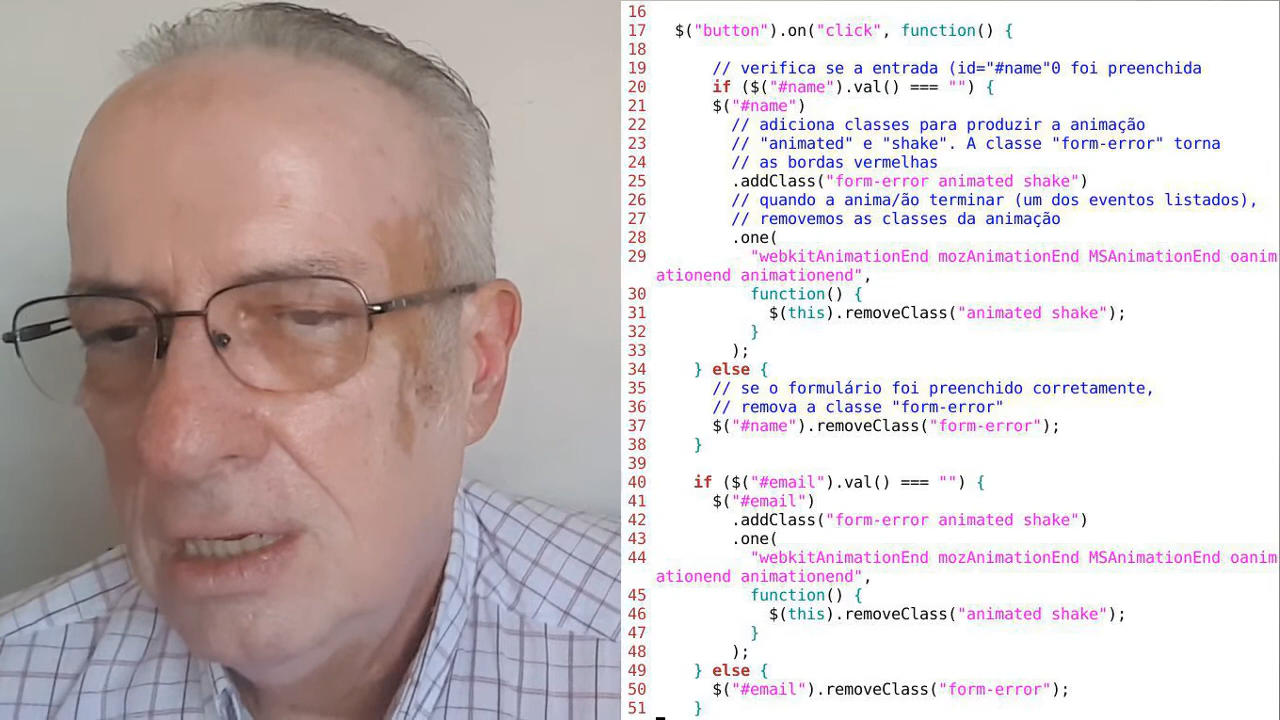 16
17 $("button").on("click", function() {
18
19 // verifica se a entrada (id="#name"0 foi preenchida
20 if ($("#name").val() === "") {
21 $("#name")
22 // adiciona classes para produzir a animação
23 // "animated" e "shake". A classe "form-error" torna
24 // as bordas vermelhas
25 .addClass("form-error animated shake")
26 // quando a anima/ão terminar (um dos eventos listados),
27 // removemos as classes da animação
28 .one(
29 "webkitAnimationEnd mozAnimationEnd MSAnimationEnd oanim
ationend animationend",
30 function() {
31 $(this).removeClass("animated shake");
32 }
33 );
34 } else {
35 // se o formulário foi preenchido corretamente,
36 // remova a classe "form-error"
37 $("#name").removeClass("form-error");
38 }
39
40 if ($("#email").val() === "") {
41 $("#email")
42 .addClass("form-error animated shake")
43 .one(
44 "webkitAnimationEnd mozAnimationEnd MSAnimationEnd oanim
ationend animationend",
45 function() {
46 $(this).removeClass("animated shake");
47 }
48 );
49 } else {
50 $("#email").removeClass("form-error");
51 }